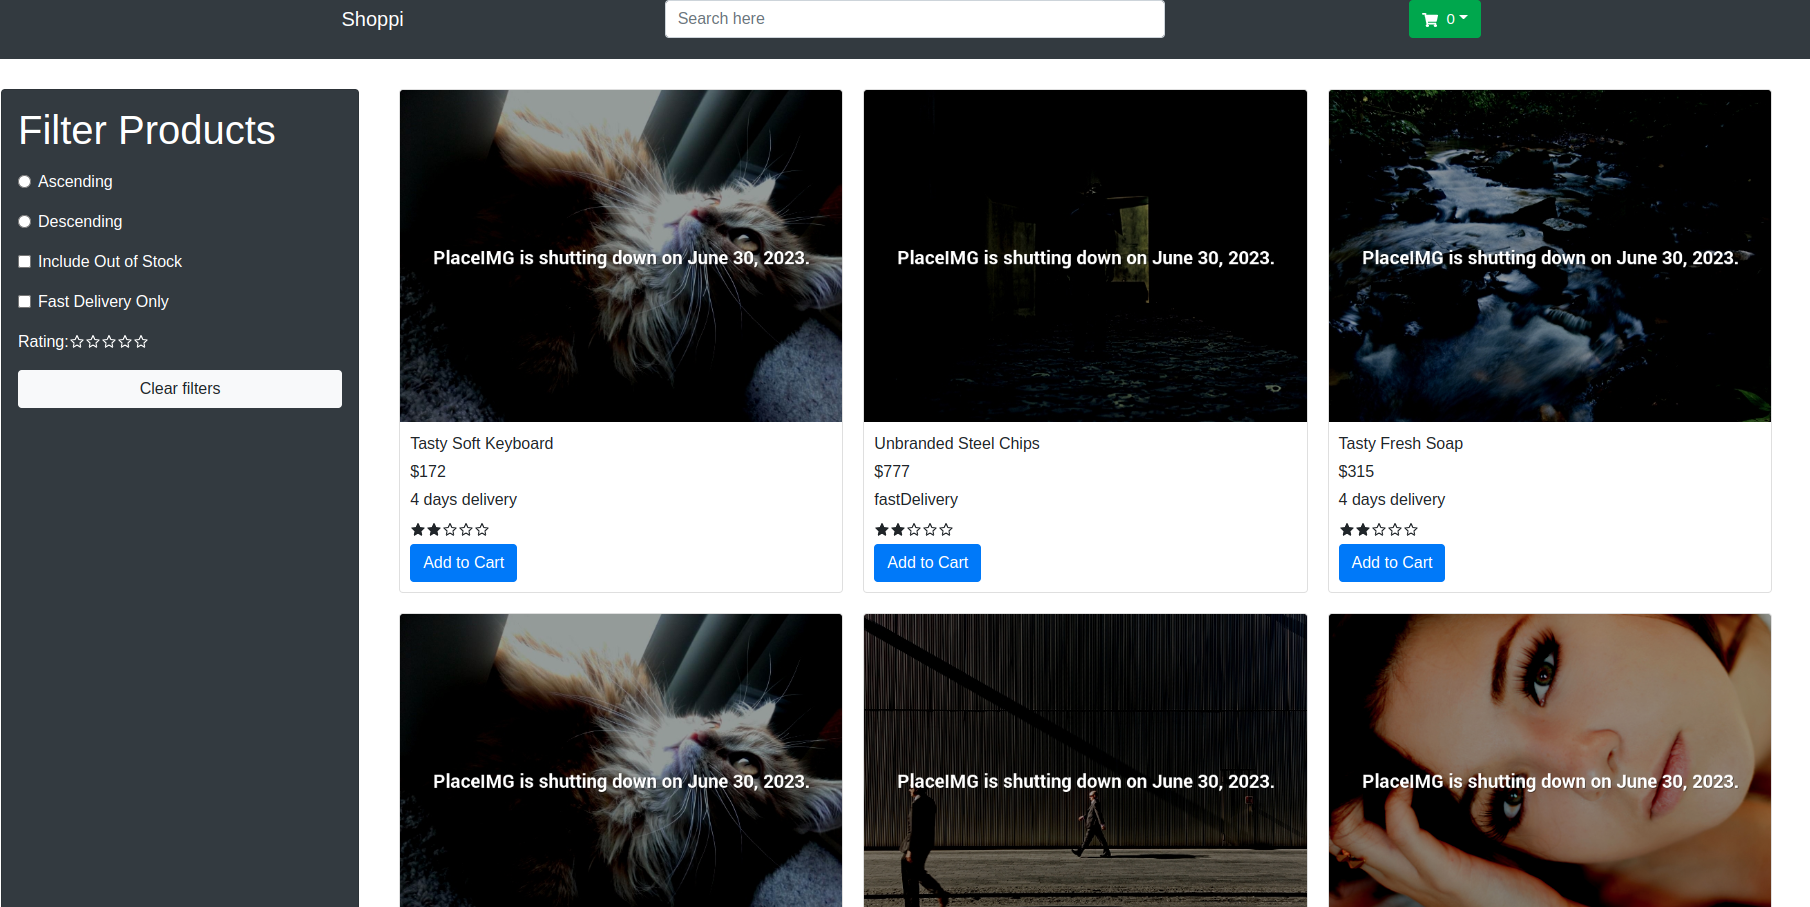 Shoppi
Search here
0
Filter Products
Ascending
Descending
Include Out of Stock
Fast Delivery Only
Rating:
Clear filters
PlaceIMG is shutting down on June 30, 2023.
Tasty Soft Keyboard
$172
4 days delivery
Add to Cart
PlaceIMG is shutting down on June 30, 2023.
Unbranded Steel Chips
$777
fastDelivery
Add to Cart
PlaceIMG is shutting down on June 30, 2023.
Tasty Fresh Soap
$315
4 days delivery
Add to Cart
PlaceIMG is shutting down on June 30, 2023.
PlaceIMG is shutting down on June 30, 2023.
PlaceIMG is shutting down on June 30, 2023.